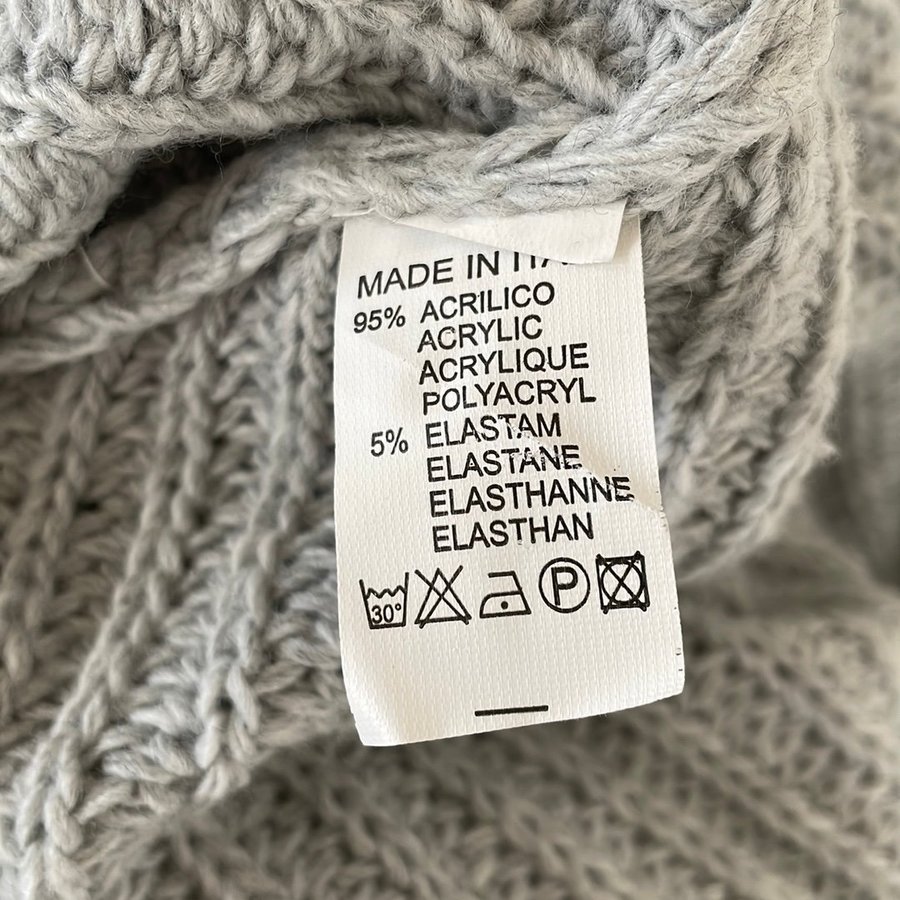 MADE IN
95% ACRILICO
ACRYLIC
ACRYLIQUE
POLYACRYL
5% ELASTAM
ELASTANE
ELASTHANNE
ELASTHAN
30° P